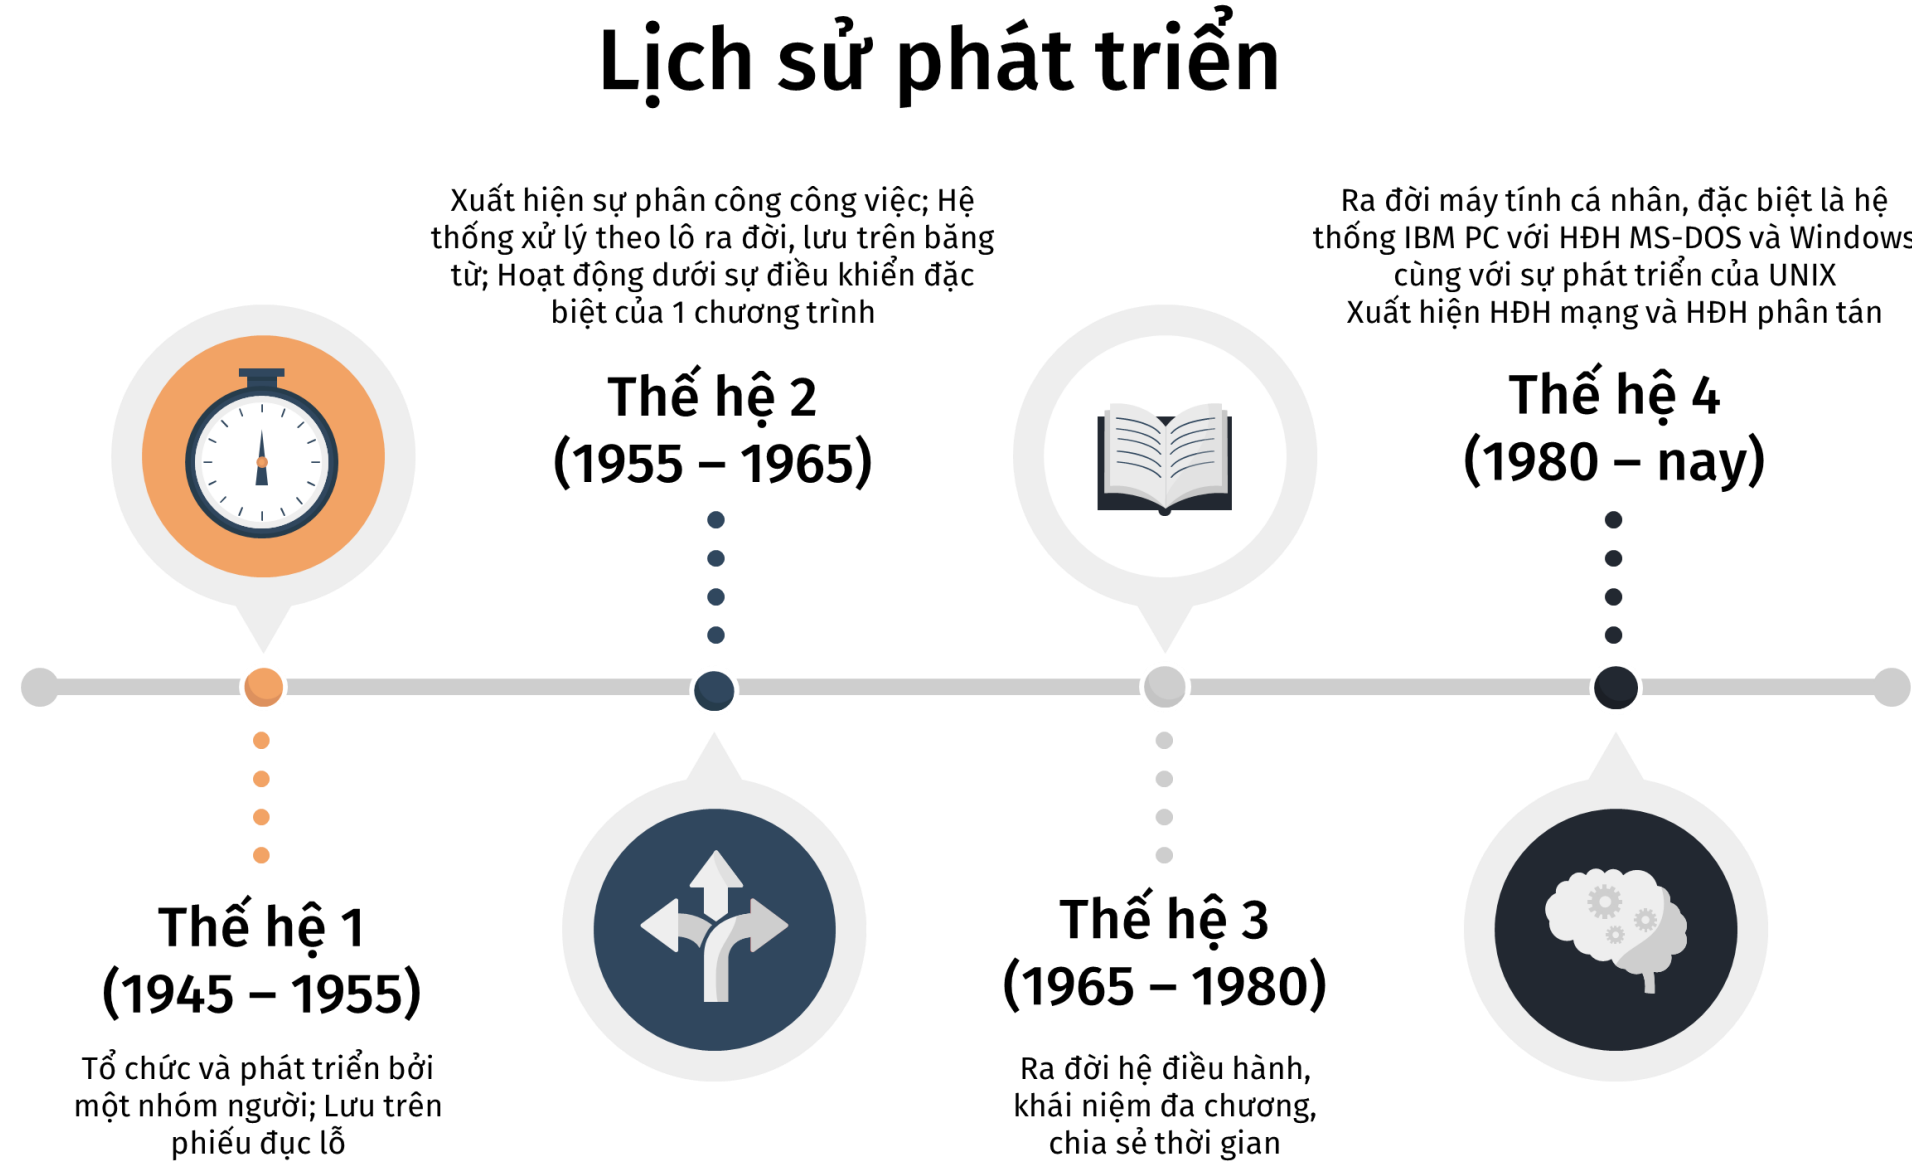 Lịch sử phát triển
Thế hệ 1
(1945 – 1955)
Tổ chức và phát triển bởi
một nhóm người; Lưu trên
phiếu đục lỗ
Xuất hiện sự phân công công việc; Hệ
thống xử lý theo lô ra đời, lưu trên băng
từ; Hoạt động dưới sự điều khiển đặc
biệt của 1 chương trình
Thế hệ 2
(1955 – 1965)
Thế hệ 3
(1965 – 1980)
Ra đời hệ điều hành,
khái niệm đa chương,
chia sẻ thời gian
Ra đời máy tính cá nhân, đặc biệt là hệ
thống IBM PC với HĐH MS-DOS và Windows
cùng với sự phát triển của UNIX
Xuất hiện HĐH mạng và HĐH phân tán
Thế hệ 4
(1980 – nay)